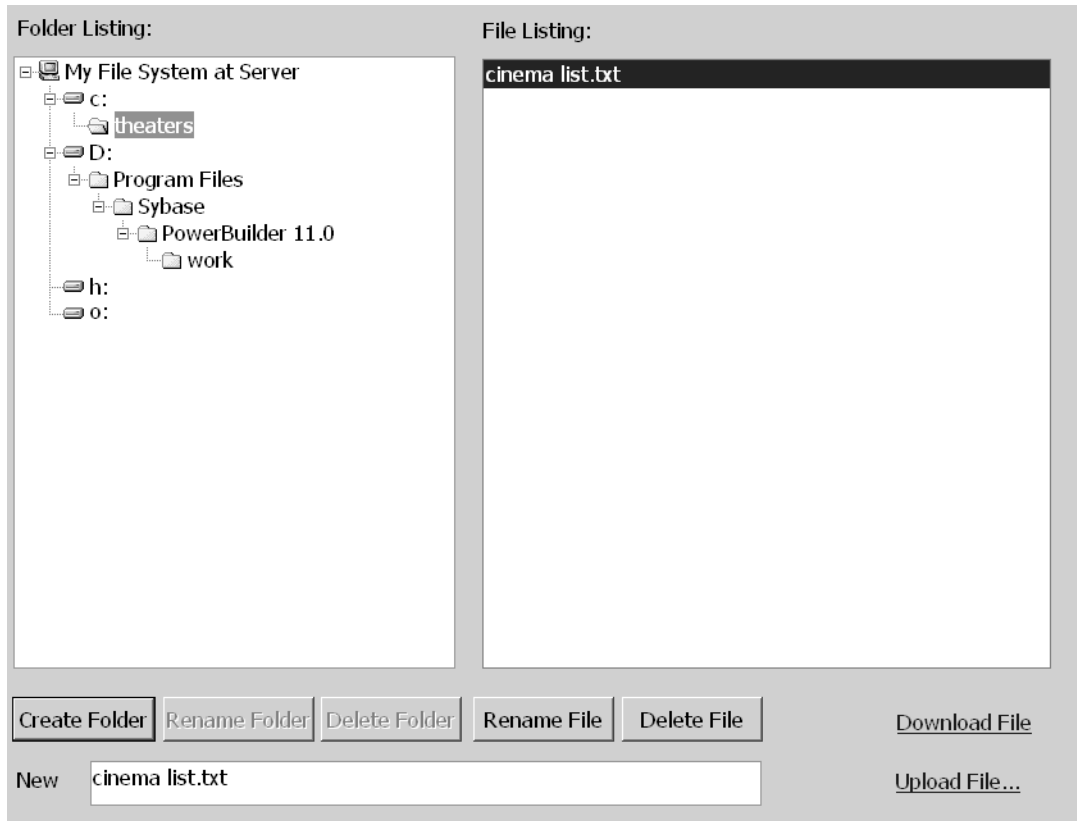 Folder Listing:
My File System at Server
c:
theaters
D:
Program Files
Sybase
PowerBuilder 11.0
work
h:
o:
File Listing:
cinema list.txt
Create Folder
Rename Folder
Delete Folder
Rename File
Delete File
Download File
New
cinema list.txt
Upload File...